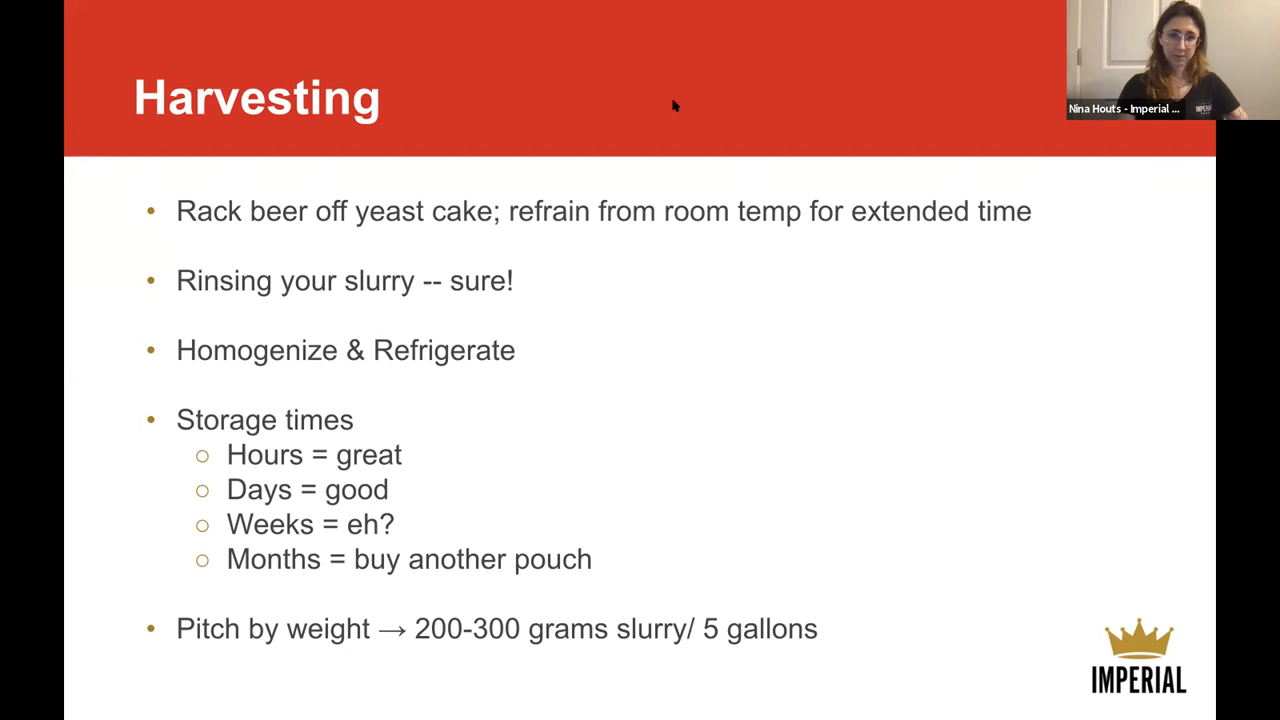 Harvesting
Nina Houts - Imperial ...
• Rack beer off yeast cake; refrain from room temp for extended time
• Rinsing your slurry -- sure!
• Homogenize & Refrigerate
• Storage times
○ Hours = great
○ Days = good
○ Weeks = eh?
○ Months = buy another pouch
• Pitch by weight → 200-300 grams slurry/ 5 gallons
IMPERIAL